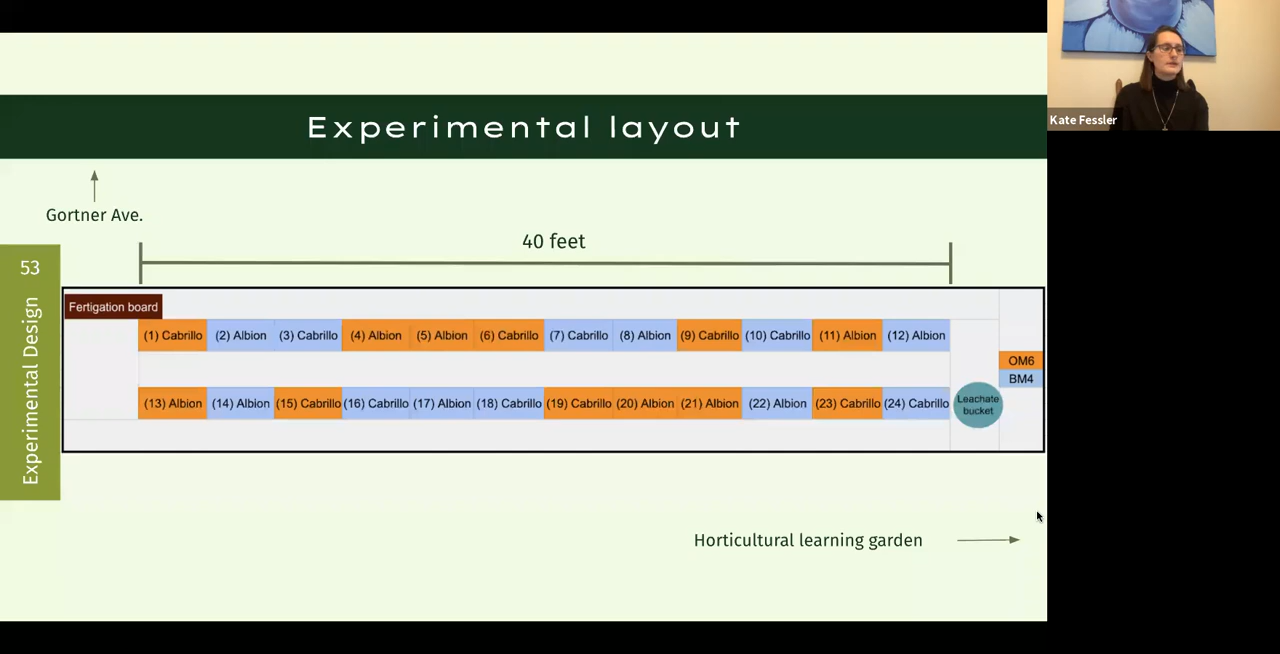 Experimental layout
Kate Fessler
Gortner Ave.
40 feet
53
Experimental Design
Fertigation board
(1) Cabrillo (2) Albion (3) Cabrillo (4) Albion (5) Albion (6) Cabrillo (7) Cabrillo (8) Albion (9) Cabrillo (10) Cabrillo (11) Albion (12) Albion
OM6
BM4
(13) Albion (14) Albion (15) Cabrillo (16) Cabrillo (17) Albion (18) Cabrillo (19) Cabrillo (20) Albion (21) Albion (22) Albion (23) Cabrillo (24) Cabrillo
Leachate
bucket
Horticultural learning garden